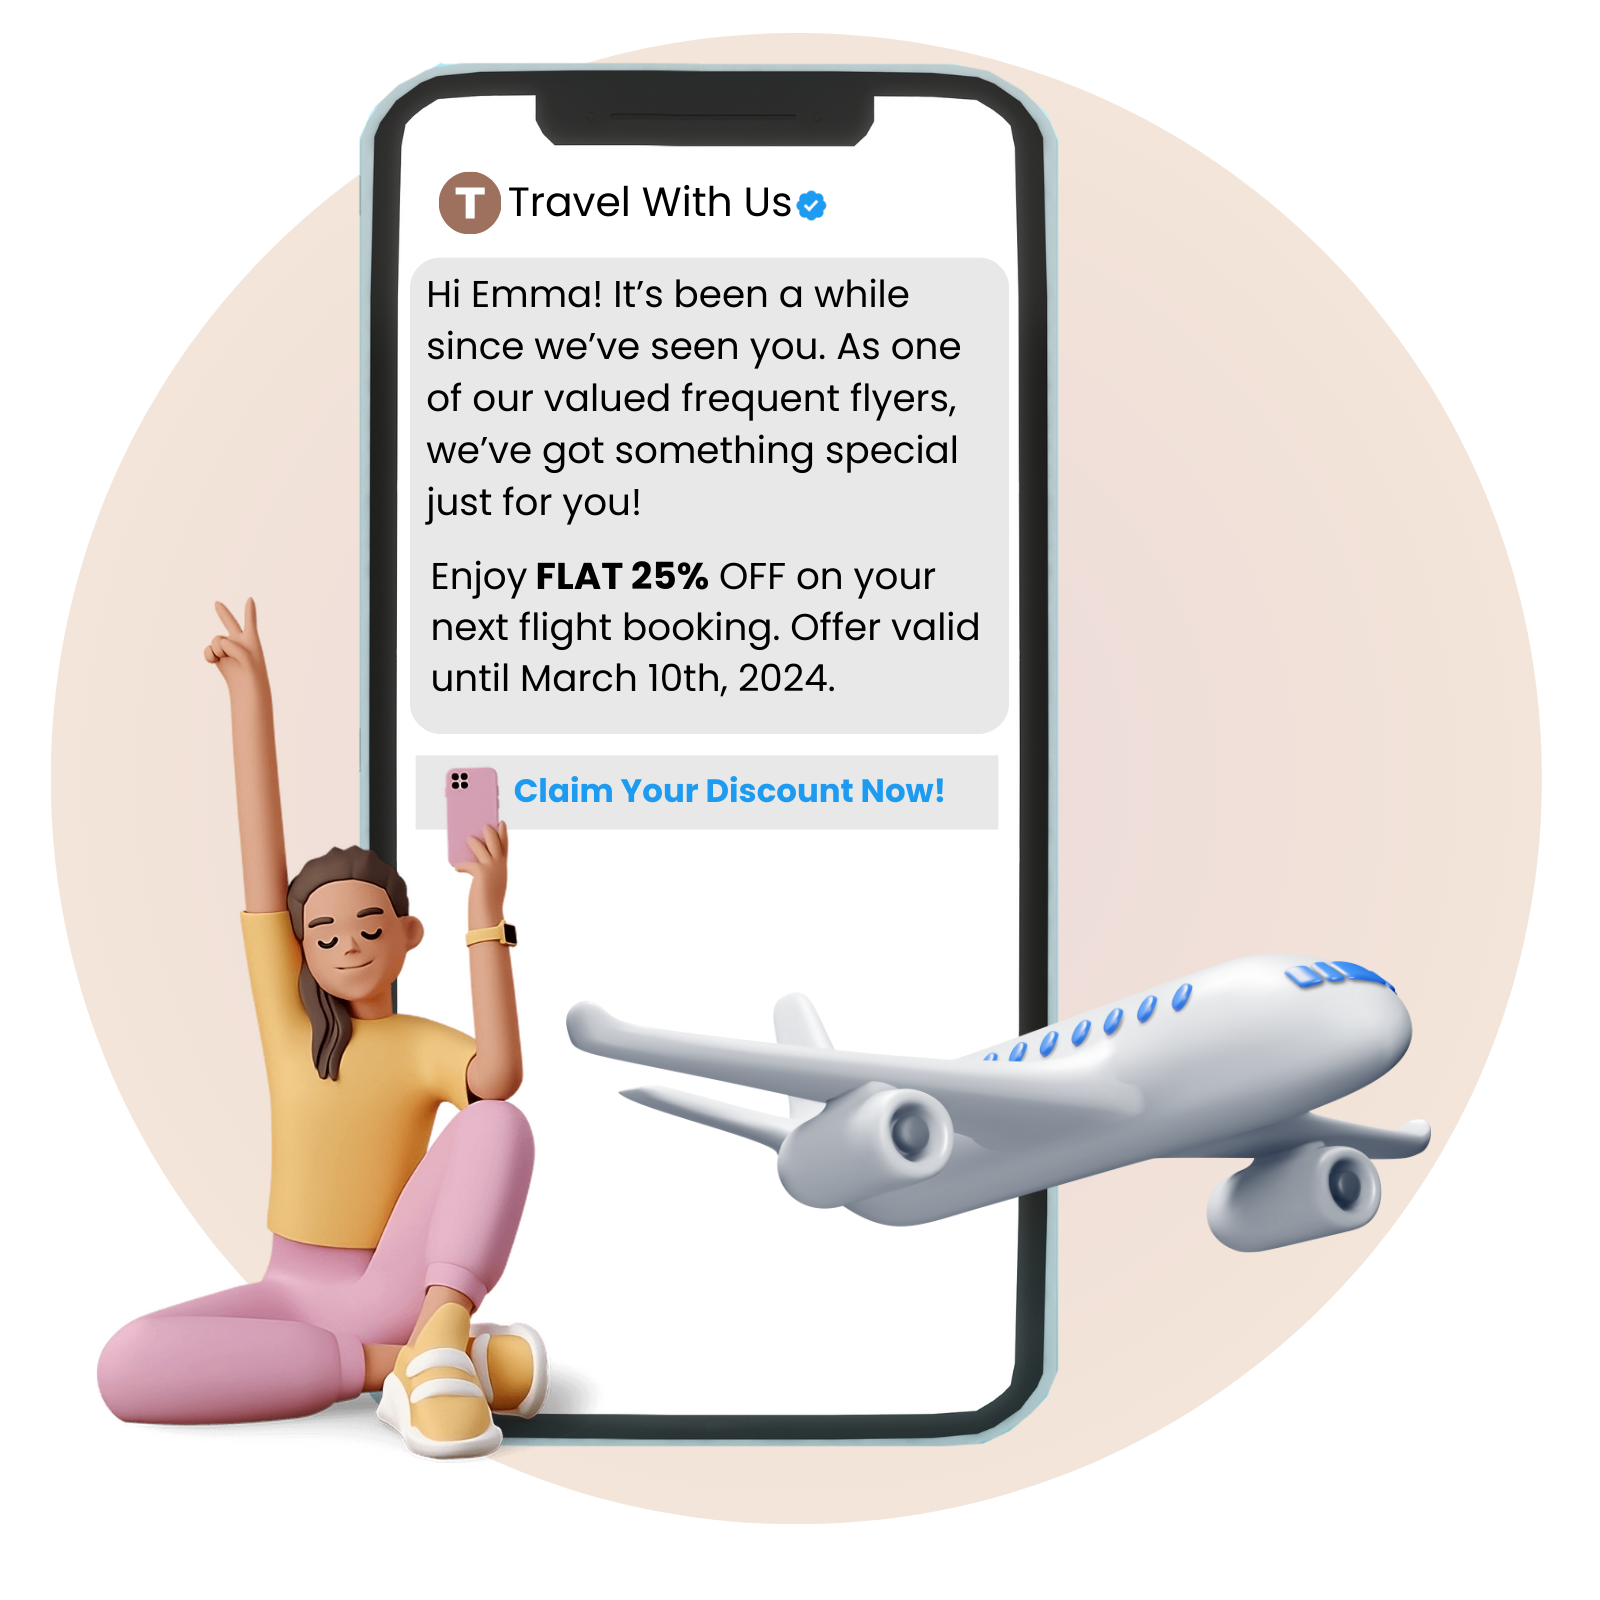 T Travel With Us
Hi Emma! It’s been a while
since we’ve seen you. As one
of our valued frequent flyers,
we’ve got something special
just for you!
Enjoy FLAT 25% OFF on your
next flight booking. Offer valid
until March 10th, 2024.
Claim Your Discount Now!